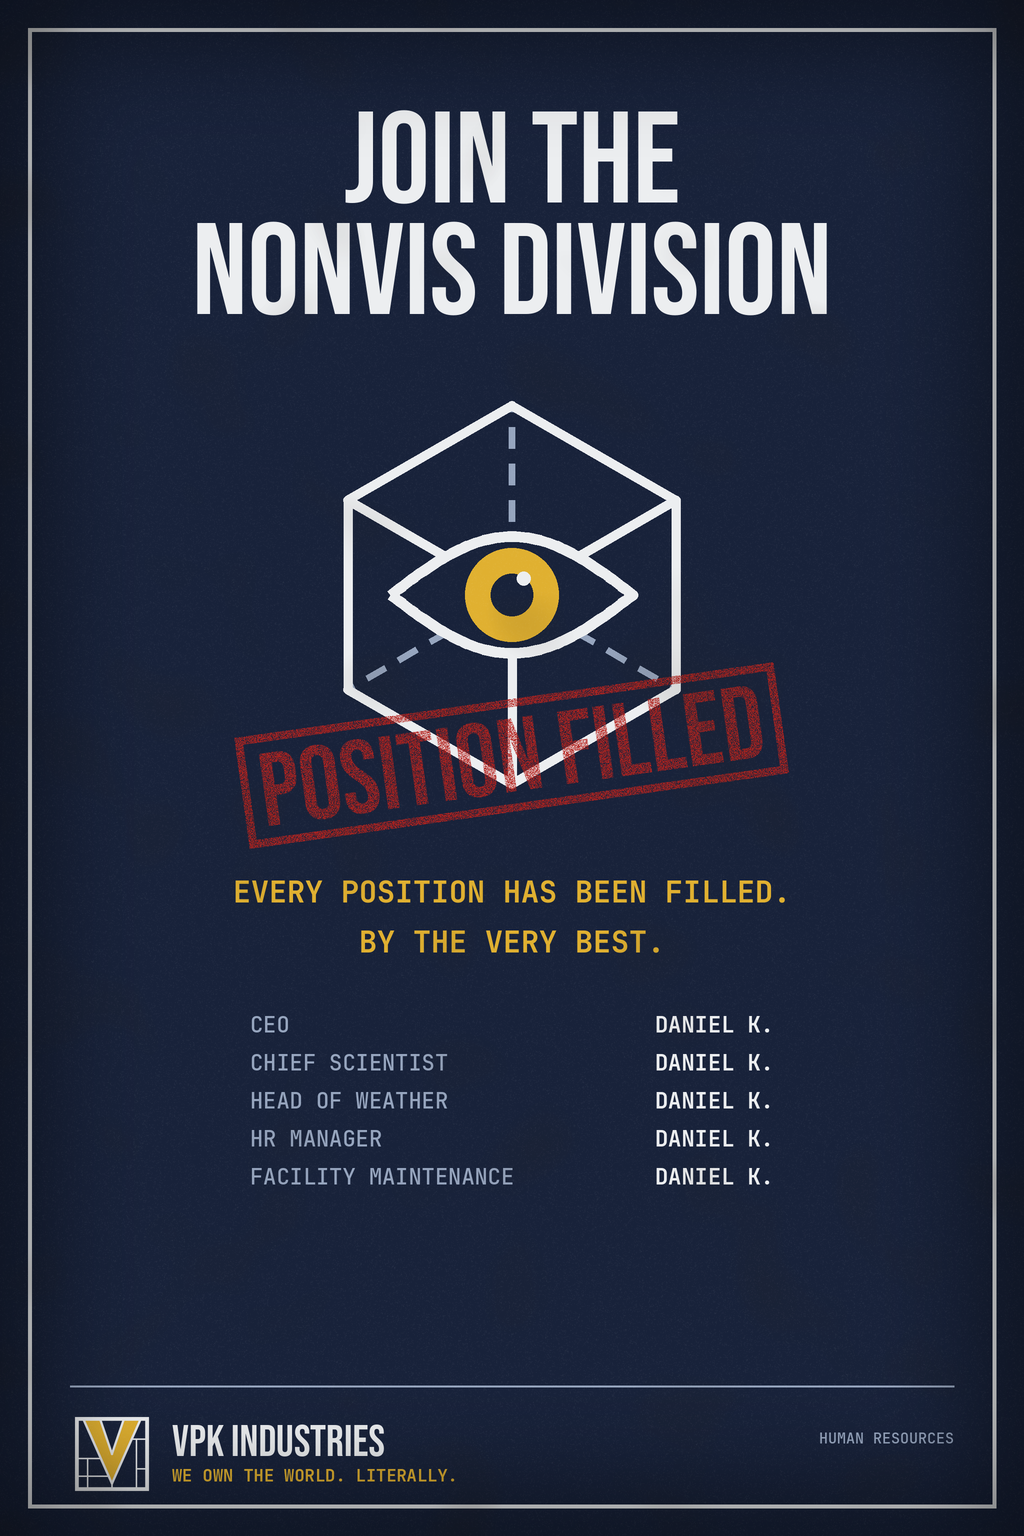 JOIN THE
NONVIS DIVISION
POSITION FILLED
EVERY POSITION HAS BEEN FILLED.
BY THE VERY BEST.
CEO DANIEL K.
CHIEF SCIENTIST DANIEL K.
HEAD OF WEATHER DANIEL K.
HR MANAGER DANIEL K.
FACILITY MAINTENANCE DANIEL K.
V
VPK INDUSTRIES
WE OWN THE WORLD. LITERALLY.
HUMAN RESOURCES